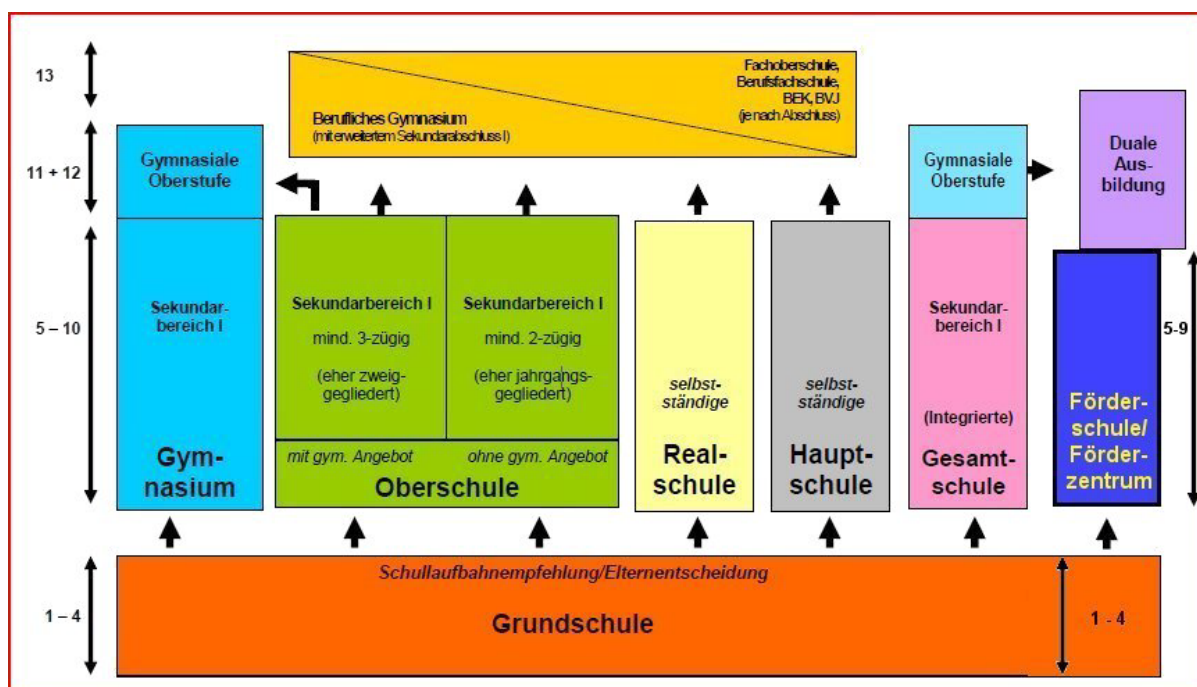 13
Fachoberschule,
Berufsfachschule,
BEK, BVJ
(je nach Abschluss)
Berufliches Gymnasium
(mit erweitertem Sekundarabschluss I)
11 + 12
Gymnasiale
Oberstufe
Gymnasiale
Oberstufe
Duale
Aus-
bildung
5 – 10
Sekundar-
bereich I
Gym-
nasium
Sekundarbereich I
mind. 3-zügig
(eher zweig-
gegliedert)
mit gym. Angebot
Sekundarbereich I
mind. 2-zügig
(eher jahrgangs-
gegliedert)
ohne gym. Angebot
Oberschule
selbst-
ständige
Real-
schule
selbst-
ständige
Haupt-
schule
Sekundar-
bereich I
(Integrierte)
Gesamt-
schule
Förder-
schule/
Förder-
zentrum
5-9
1 – 4
Schullaufbahnempfehlung/Elternentscheidung
Grundschule
1 - 4